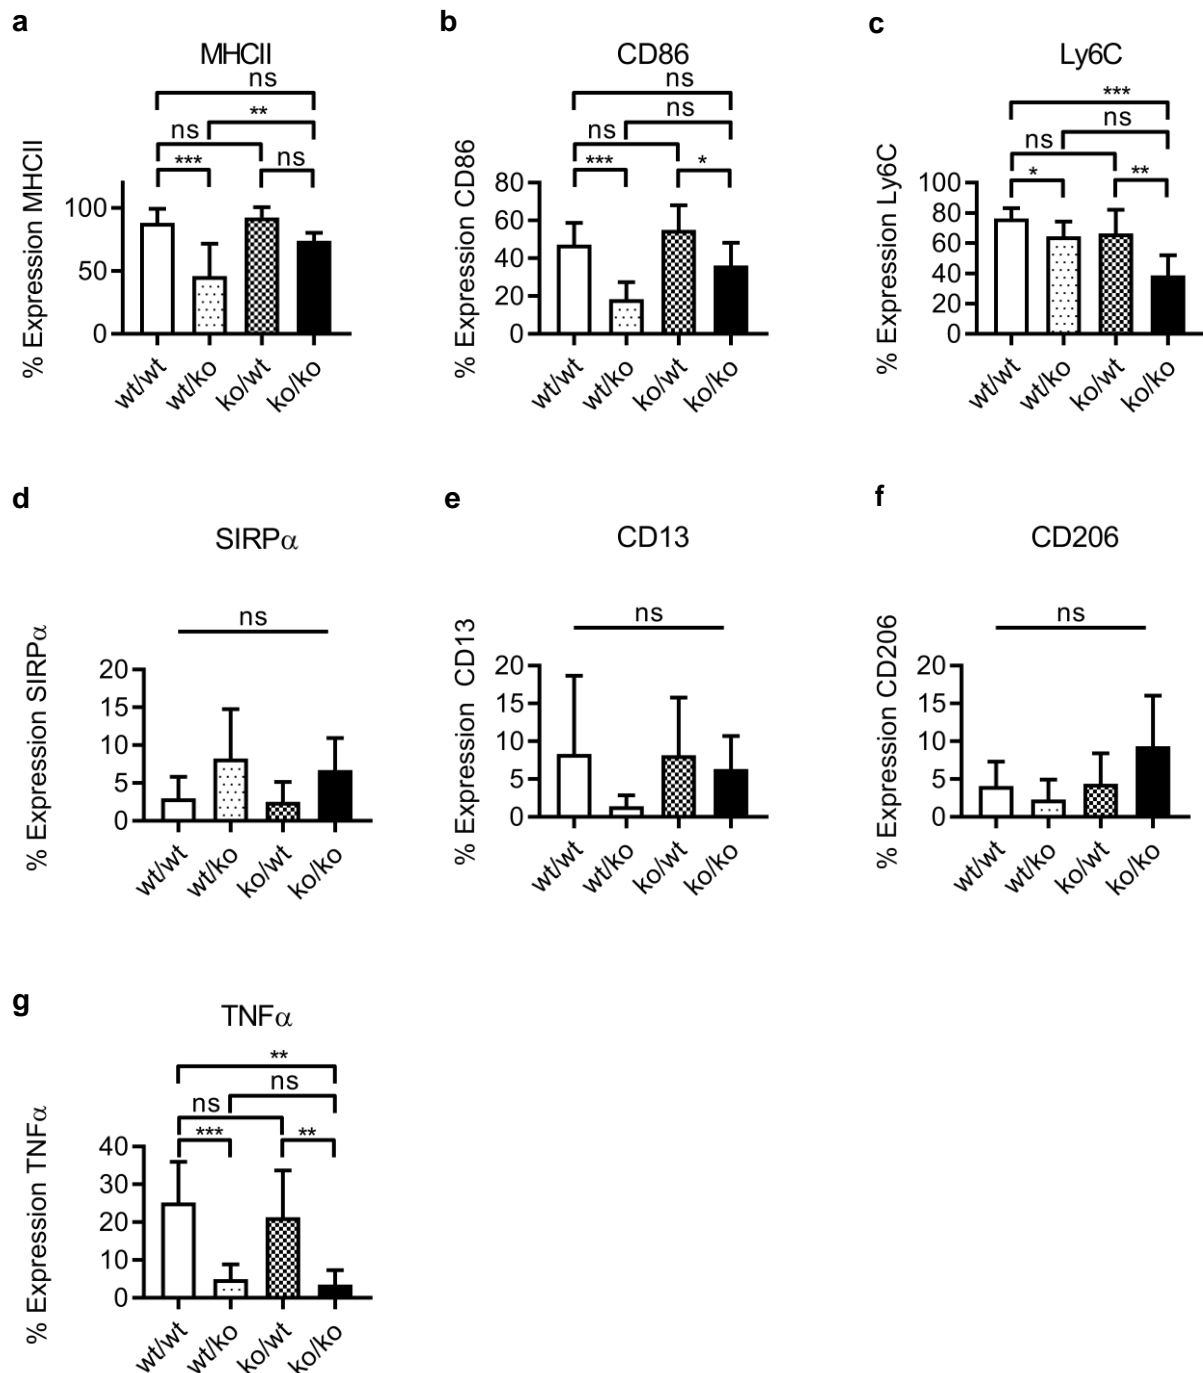 a
MHCII
ns
**
ns
***
ns
% Expression MHCII
100
50
0
wt/wt
wt/ko
ko/wt
ko/ko
b
CD86
ns
ns
ns
***
*
% Expression CD86
80
60
40
20
0
wt/wt
wt/ko
ko/wt
ko/ko
c
Ly6C
***
ns
ns
*
**
% Expression Ly6C
100
80
60
40
20
0
wt/wt
wt/ko
ko/wt
ko/ko
d
SIRPα
ns
% Expression SIRPα
20
15
10
5
0
wt/wt
wt/ko
ko/wt
ko/ko
e
CD13
ns
% Expression CD13
20
15
10
5
0
wt/wt
wt/ko
ko/wt
ko/ko
f
CD206
ns
% Expression CD206
20
15
10
5
0
wt/wt
wt/ko
ko/wt
ko/ko
g
TNFα
**
ns
ns
***
**
% Expression TNFα
40
30
20
10
0
wt/wt
wt/ko
ko/wt
ko/ko